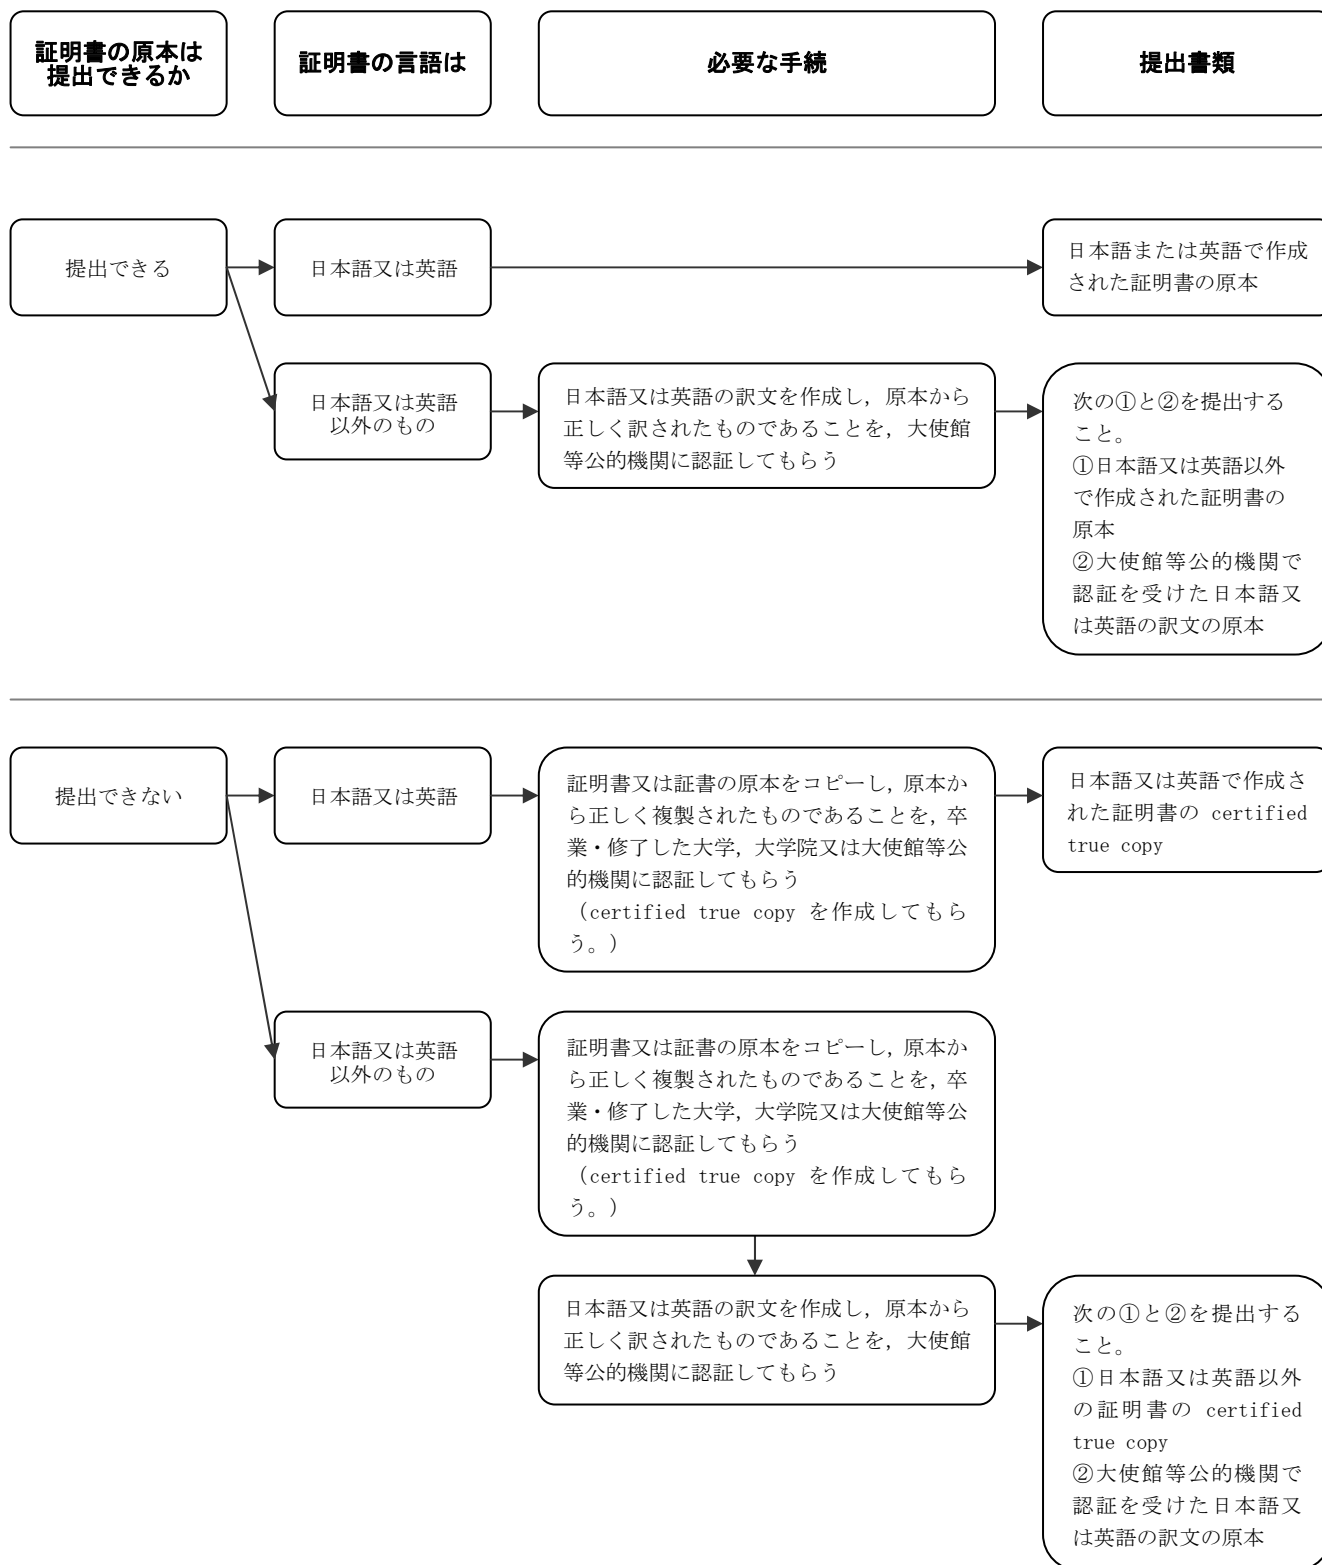 証明書の原本は
提出できるか
証明書の言語は
必要な手続
提出書類
提出できる
日本語又は英語
日本語または英語で作成
された証明書の原本
日本語又は英語
以外のもの
日本語又は英語の訳文を作成し，原本から
正しく訳されたものであることを，大使館
等公的機関に認証してもらう
次の①と②を提出する
こと。
①日本語又は英語以外
で作成された証明書の
原本
②大使館等公的機関で
認証を受けた日本語又
は英語の訳文の原本
提出できない
日本語又は英語
証明書又は証書の原本をコピーし，原本か
ら正しく複製されたものであることを，卒
業・修了した大学，大学院又は大使館等公
的機関に認証してもらう
（certified true copy を作成してもら
う。）
日本語又は英語で作成さ
れた証明書の certified
true copy
日本語又は英語
以外のもの
証明書又は証書の原本をコピーし，原本か
ら正しく複製されたものであることを，卒
業・修了した大学，大学院又は大使館等公
的機関に認証してもらう
（certified true copy を作成してもら
う。）
日本語又は英語の訳文を作成し，原本から
正しく訳されたものであることを，大使館
等公的機関に認証してもらう
次の①と②を提出する
こと。
①日本語又は英語以外
の証明書の certified
true copy
②大使館等公的機関で
認証を受けた日本語又
は英語の訳文の原本